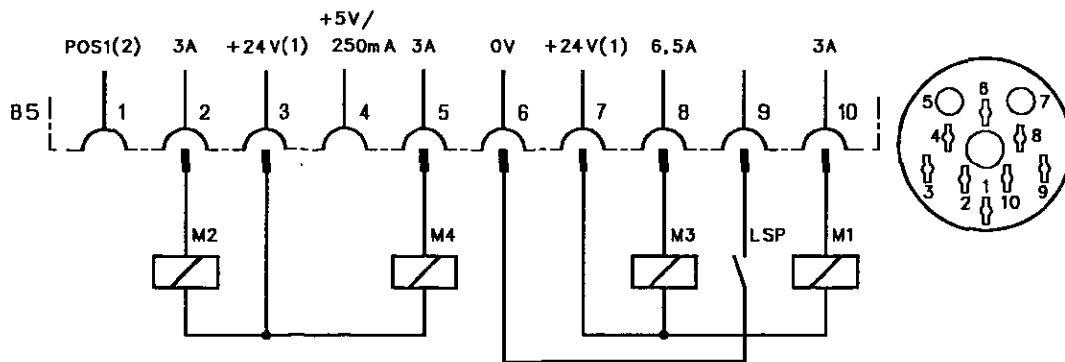 +5V/
POS1(2) 3A +24V(1) 250mA 3A 0V +24V(1) 6,5A 3A
B5 1 2 3 4 5 6 7 8 9 10
M2 M4 M3 LSP M1
6
5 7
4 8
3 2 1 10 9